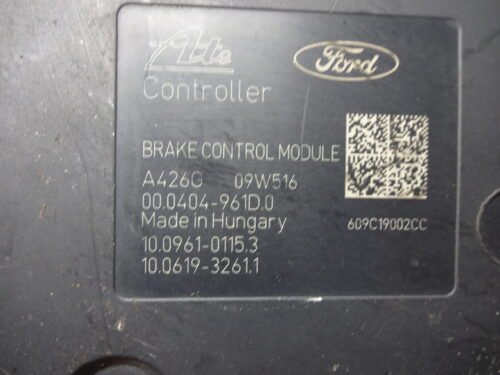 Ate
Ford
Controller
BRAKE CONTROL MODULE
A426G 09W516
00.0404-961D.0
Made in Hungary
609C19002CC
10.0961-0115.3
10.0619-3261.1